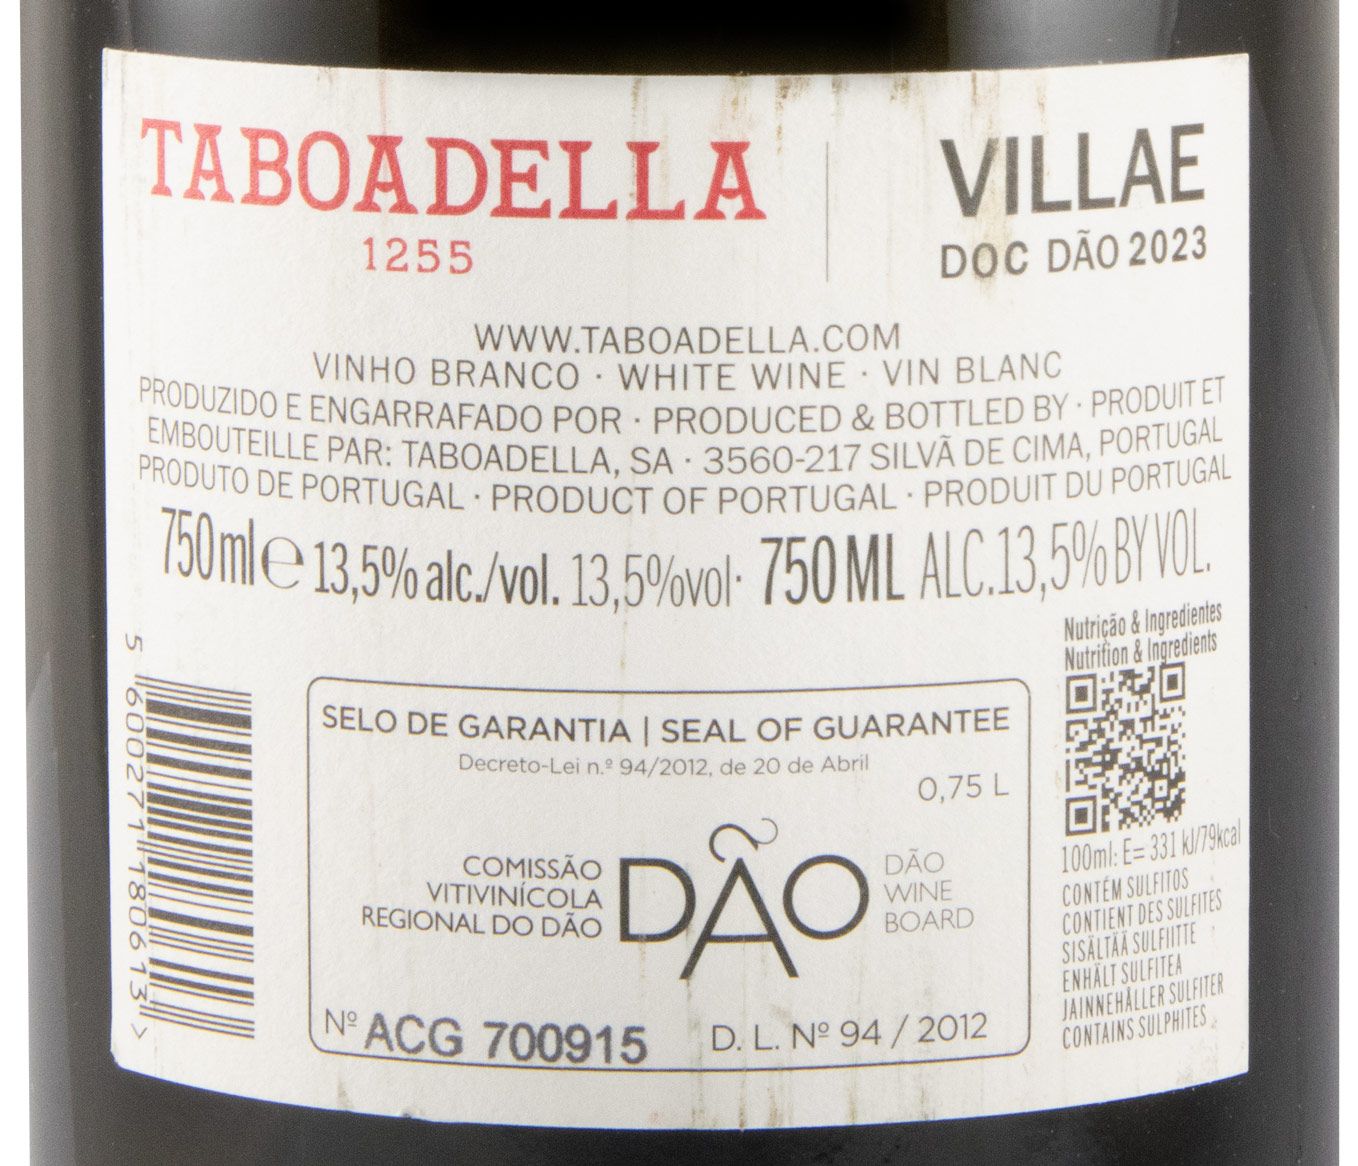 TABOADELLA
1255
VILLAE
DOC DÃO 2023
WWW.TABOADELLA.COM
VINHO BRANCO · WHITE WINE · VIN BLANC
PRODUZIDO E ENGARRAFADO POR · PRODUCED & BOTTLED BY · PRODUIT ET
EMBOUTEILLE PAR: TABOADELLA, SA · 3560-217 SILVÃ DE CIMA, PORTUGAL
PRODUTO DE PORTUGAL · PRODUCT OF PORTUGAL · PRODUIT DU PORTUGAL
750ml ℮ 13,5% alc./vol. 13,5%vol· 750ML ALC.13,5%BY VOL.
Nutrição & Ingredientes
Nutrition & Ingredients
5 600271 180613 >
SELO DE GARANTIA | SEAL OF GUARANTEE
Decreto-Lei n.º 94/2012, de 20 de Abril
0,75 L
COMISSÃO
VITIVINÍCOLA
REGIONAL DO DÃO
DÃO
DÃO
WINE
BOARD
Nº ACG 700915
D. L. Nº 94 / 2012
100ml: E= 331 kJ/79kcal
CONTÉM SULFITOS
CONTIENT DES SULFITES
SISÄLTÄÄ SULFIITTE
ENHÄLT SULFITEA
JAINNEHÅLLER SULFITER
CONTAINS SULPHITES